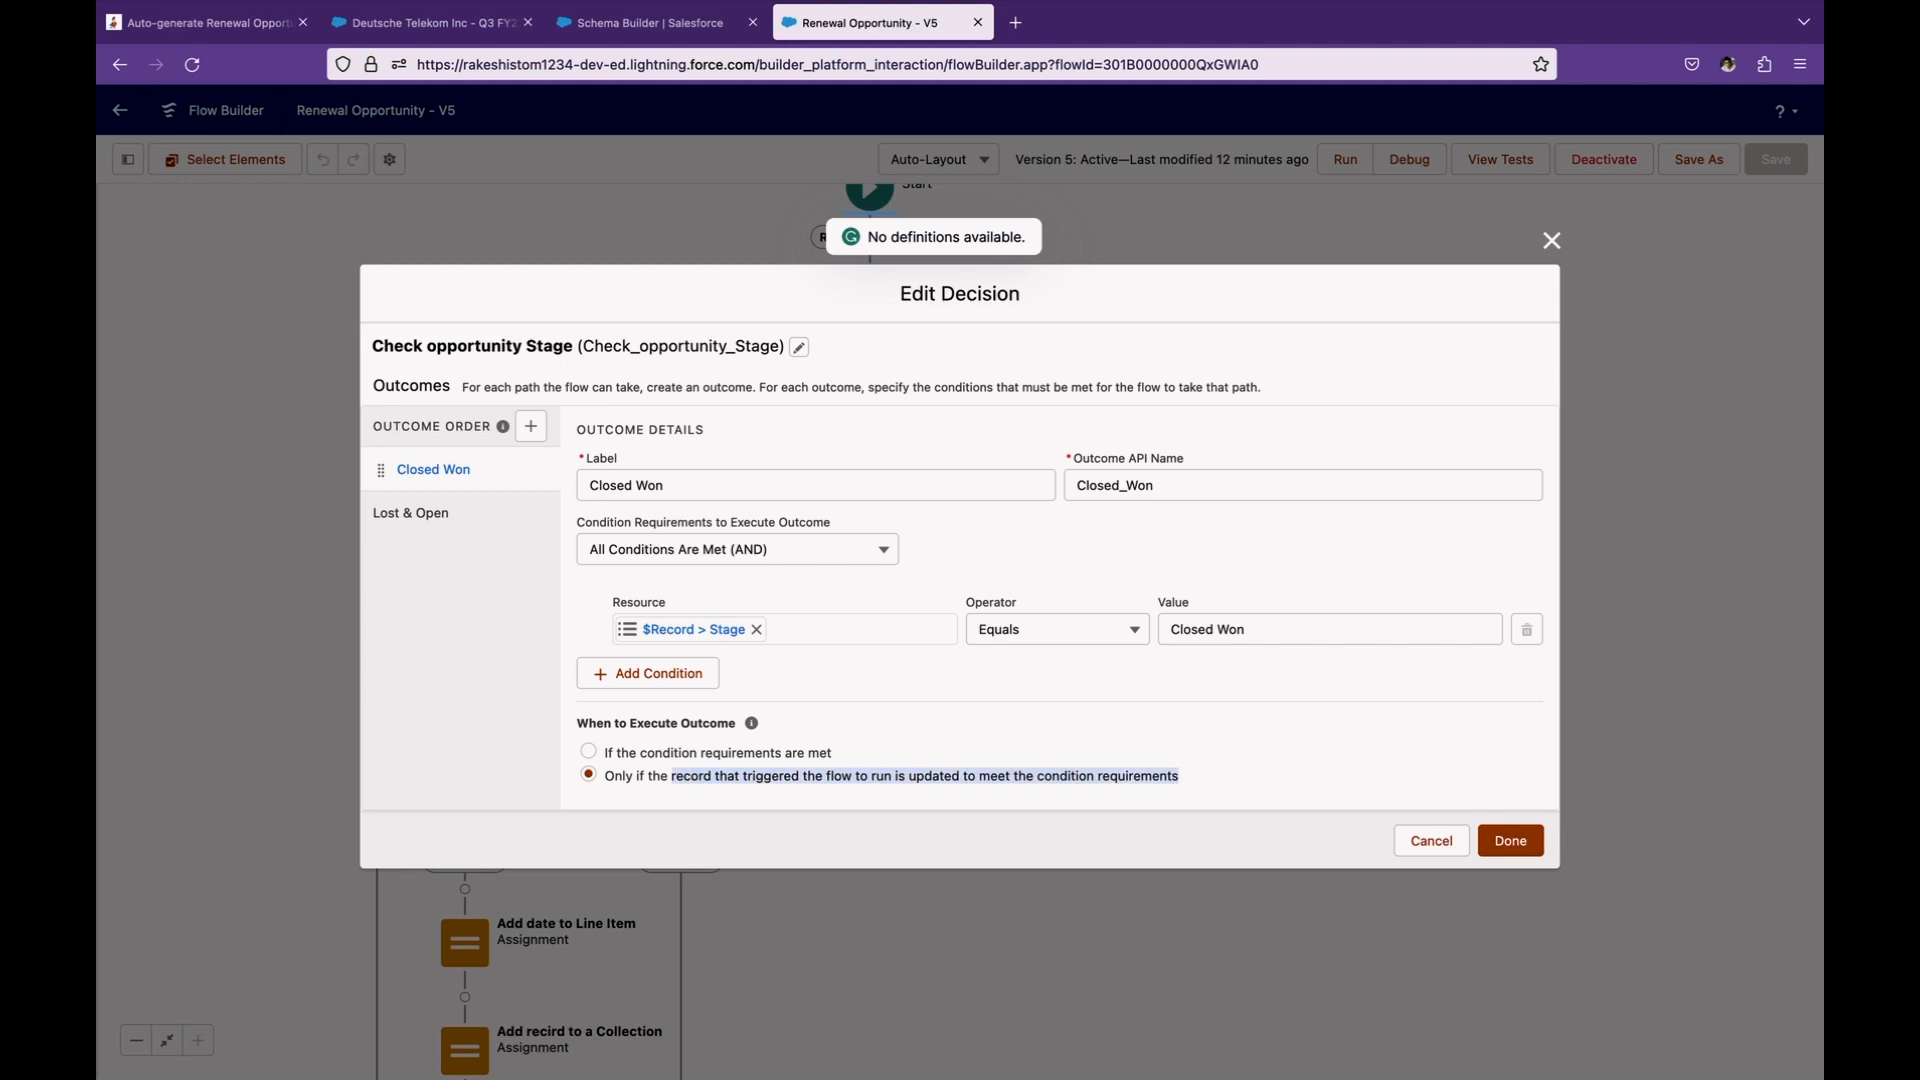 Auto-generate Renewal Opport
Deutsche Telekom Inc - Q3 FY2
Schema Builder | Salesforce
Renewal Opportunity - V5
https://rakeshistom1234-dev-ed.lightning.force.com/builder_platform_interaction/flowBuilder.app?flowId=301B0000000QxGWIA0
Flow Builder
Renewal Opportunity - V5
?
Select Elements
Auto-Layout
Version 5: Active—Last modified 12 minutes ago
Run
Debug
View Tests
Deactivate
Save As
Save
Start
R
No definitions available.
Edit Decision
Check opportunity Stage (Check_opportunity_Stage)
Outcomes For each path the flow can take, create an outcome. For each outcome, specify the conditions that must be met for the flow to take that path.
OUTCOME ORDER
Closed Won
Lost & Open
OUTCOME DETAILS
*Label
Closed Won
*Outcome API Name
Closed_Won
Condition Requirements to Execute Outcome
All Conditions Are Met (AND)
Resource
Operator
Value
$Record > Stage
Equals
Closed Won
Add Condition
When to Execute Outcome
If the condition requirements are met
Only if the record that triggered the flow to run is updated to meet the condition requirements
Cancel
Done
Add date to Line Item
Assignment
Add recird to a Collection
Assignment